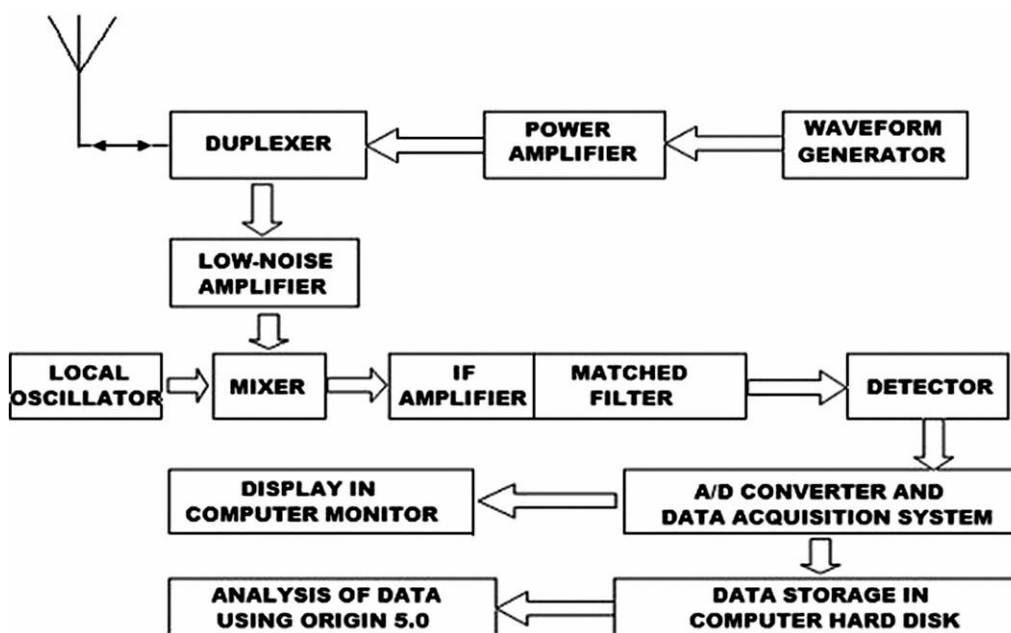 DUPLEXER
POWER
AMPLIFIER
WAVEFORM
GENERATOR
LOW-NOISE
AMPLIFIER
LOCAL
OSCILLATOR
MIXER
IF
AMPLIFIER
MATCHED
FILTER
DETECTOR
DISPLAY IN
COMPUTER MONITOR
A/D CONVERTER AND
DATA ACQUISITION SYSTEM
ANALYSIS OF DATA
USING ORIGIN 5.0
DATA STORAGE IN
COMPUTER HARD DISK